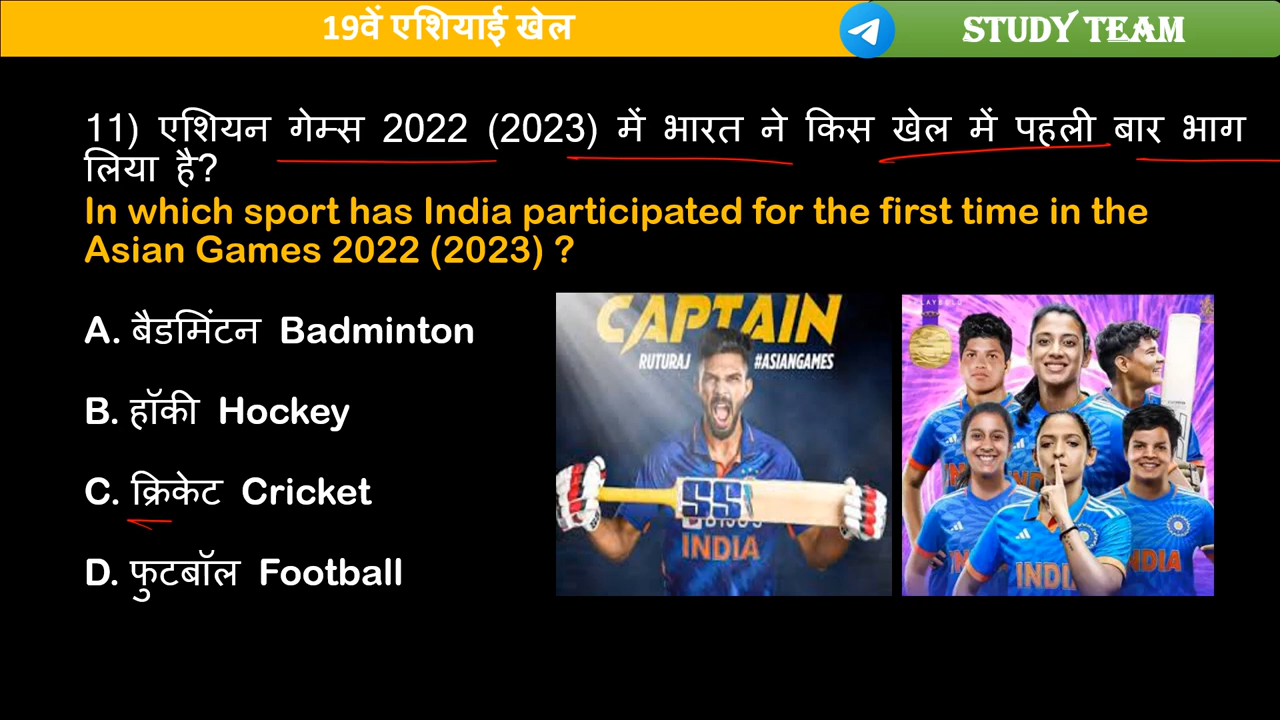 19वें एशियाई खेल
STUDY TEAM
11) एशियन गेम्स 2022 (2023) में भारत ने किस खेल में पहली बार भाग
लिया है?
In which sport has India participated for the first time in the
Asian Games 2022 (2023) ?
A. बैडमिंटन Badminton
B. हॉकी Hockey
C. क्रिकेट Cricket
D. फुटबॉल Football
CAPTAIN
RUTURAJ #ASIANGAMES
SS
INDIA
INDIA
INDIA